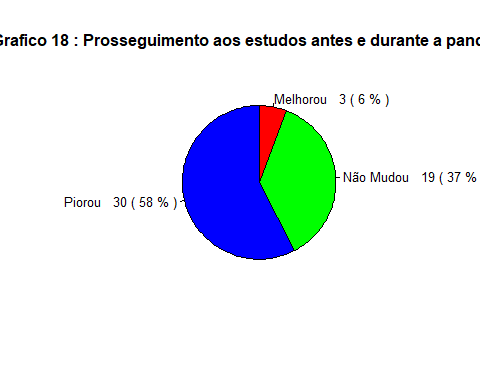 Grafico 18 : Prosseguimento aos estudos antes e durante a pand
Melhorou 3 ( 6 % )
Não Mudou 19 ( 37 %
Piorou 30 ( 58 % )